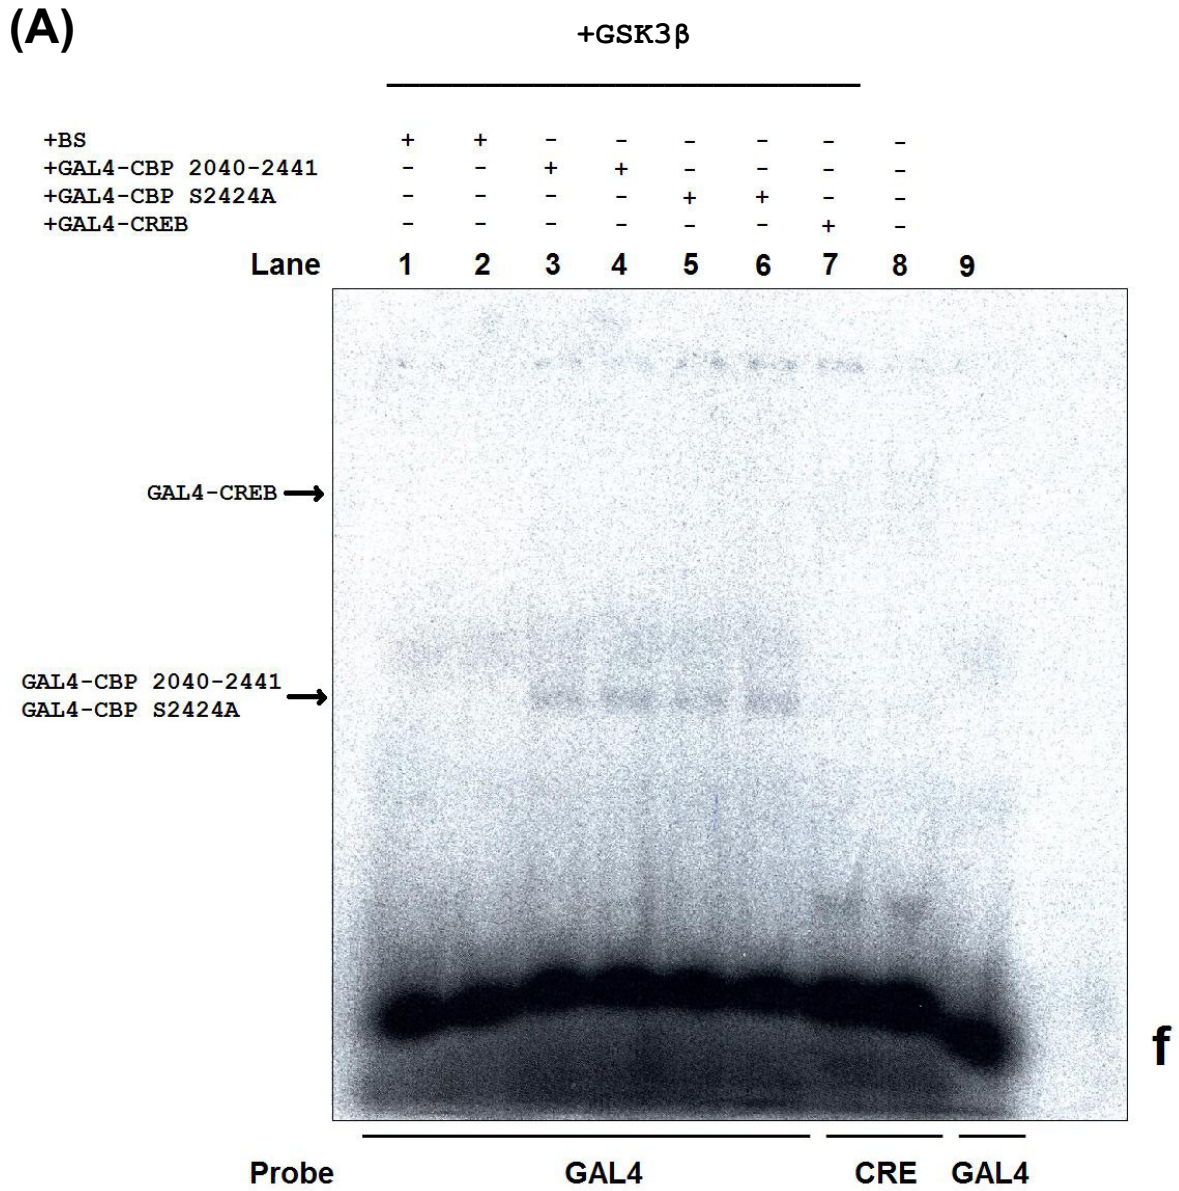 (A)
+GSK3β
+BS + + - - - - - -
+GAL4-CBP 2040-2441 - - + + - - - -
+GAL4-CBP S2424A - - - - + + - -
+GAL4-CREB - - - - - - + -
Lane 1 2 3 4 5 6 7 8 9
GAL4-CREB
GAL4-CBP 2040-2441
GAL4-CBP S2424A
f
Probe GAL4 CRE GAL4